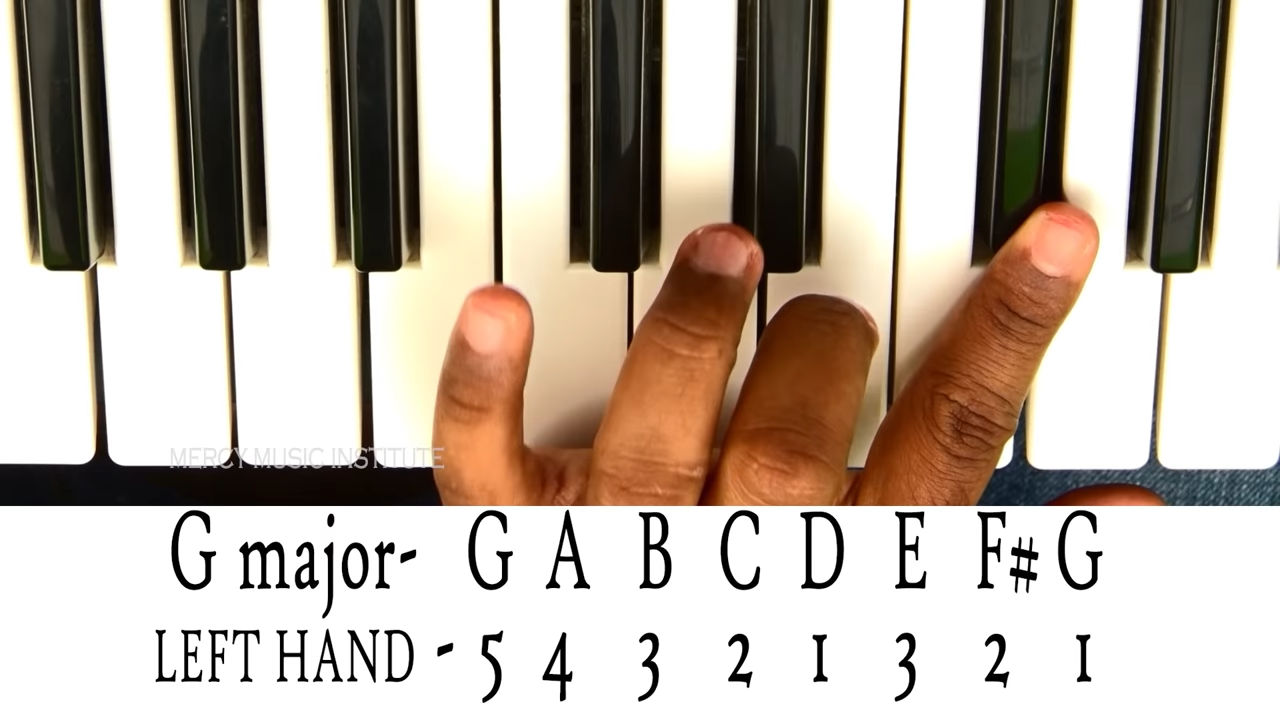 MERCY MUSIC INSTITUTE
G major- G A B C D E F# G
LEFT HAND - 5 4 3 2 1 3 2 1